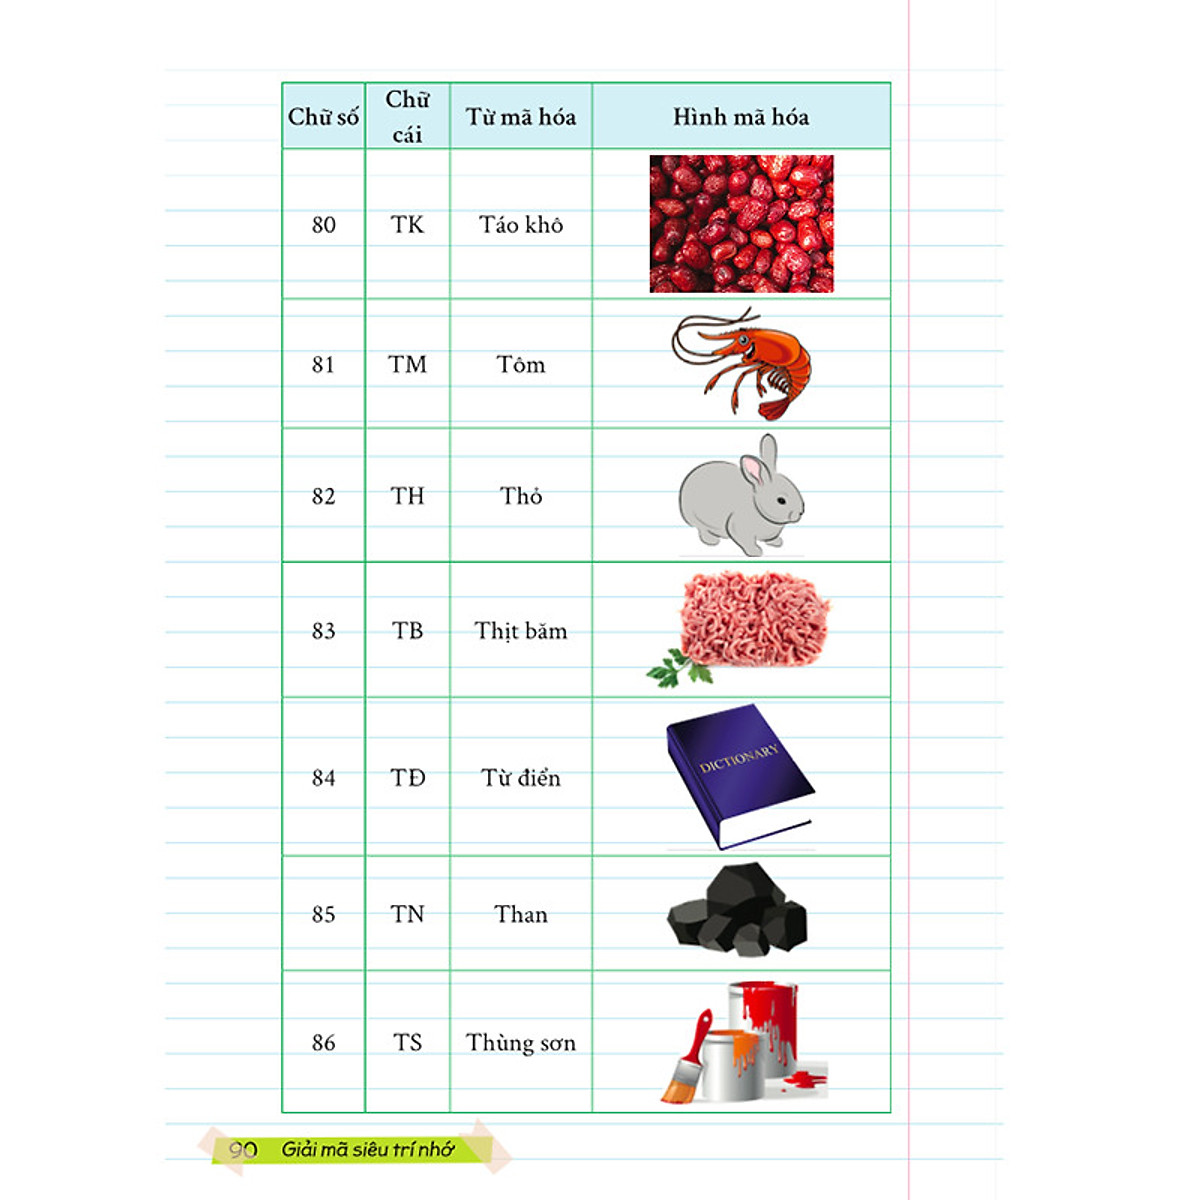 Chữ số Chữ cái Từ mã hóa Hình mã hóa
80 TK Táo khô
81 TM Tôm
82 TH Thỏ
83 TB Thịt băm
84 TĐ Từ điển
DICTIONARY
85 TN Than
86 TS Thùng sơn
90 Giải mã siêu trí nhớ